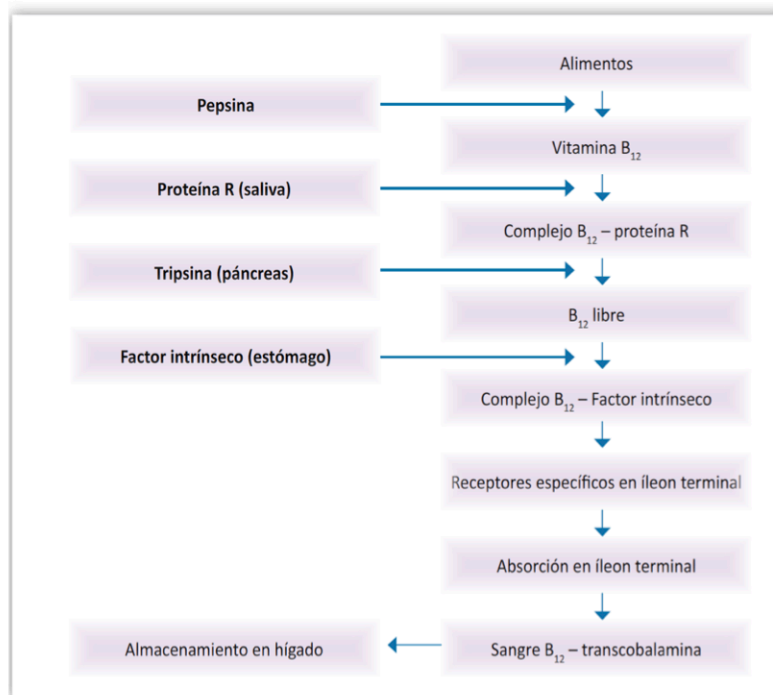 Alimentos
Pepsina
Vitamina B₁₂
Proteína R (saliva)
Complejo B₁₂ – proteína R
Tripsina (páncreas)
B₁₂ libre
Factor intrínseco (estómago)
Complejo B₁₂ – Factor intrínseco
Receptores específicos en íleon terminal
Absorción en íleon terminal
Almacenamiento en hígado
Sangre B₁₂ – transcobalamina